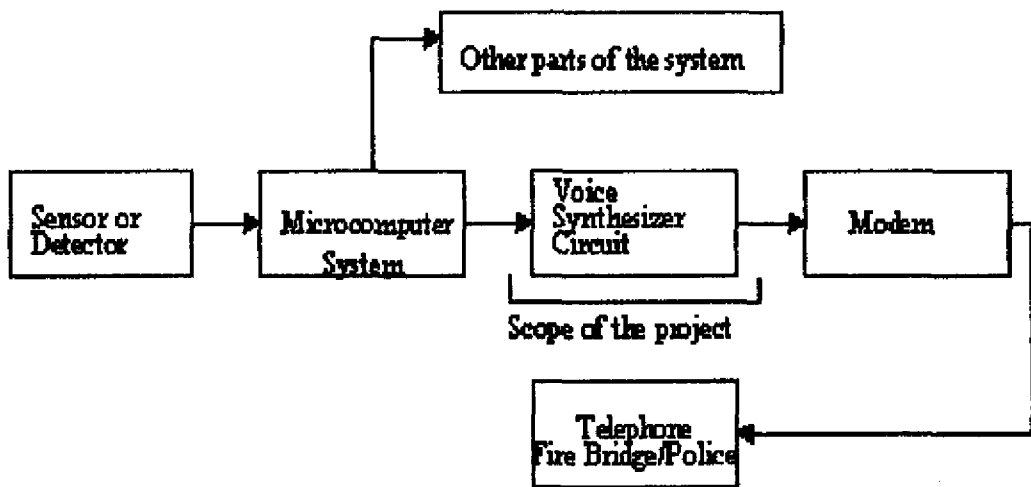 Other parts of the system
Sensor or
Detector
Microcomputer
System
Voice
Synthesizer
Circuit
Modem
Scope of the project
Telephone
Fire Bridge/Police